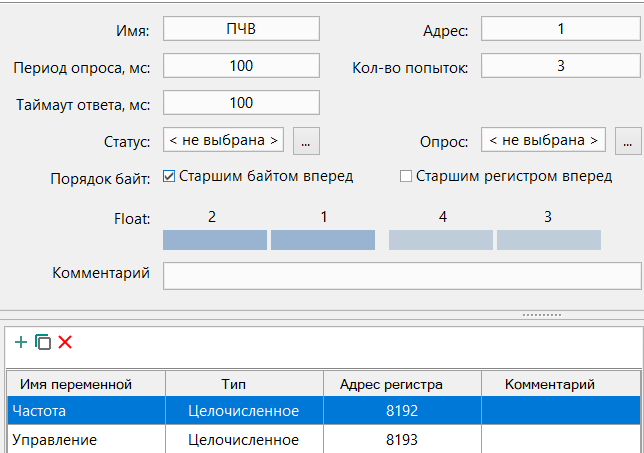 Имя: ПЧВ Адрес: 1
Период опроса, мс: 100 Кол-во попыток: 3
Таймаут ответа, мс: 100
Статус: < не выбрана > ... Опрос: < не выбрана > ...
Порядок байт: Старшим байтом вперед Старшим регистром вперед
Float: 2 1 4 3
Комментарий
Имя переменной Тип Адрес регистра Комментарий
Частота Целочисленное 8192
Управление Целочисленное 8193